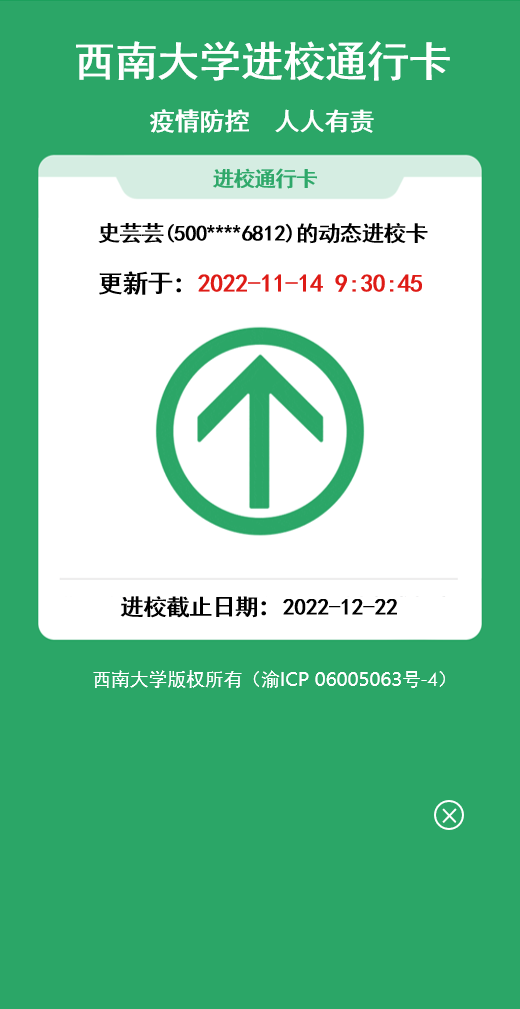 西南大学进校通行卡
疫情防控 人人有责
进校通行卡
史芸芸(500****6812)的动态进校卡
更新于：2022-11-14 9:30:45
进校截止日期：2022-12-22
西南大学版权所有（渝ICP 06005063号-4）